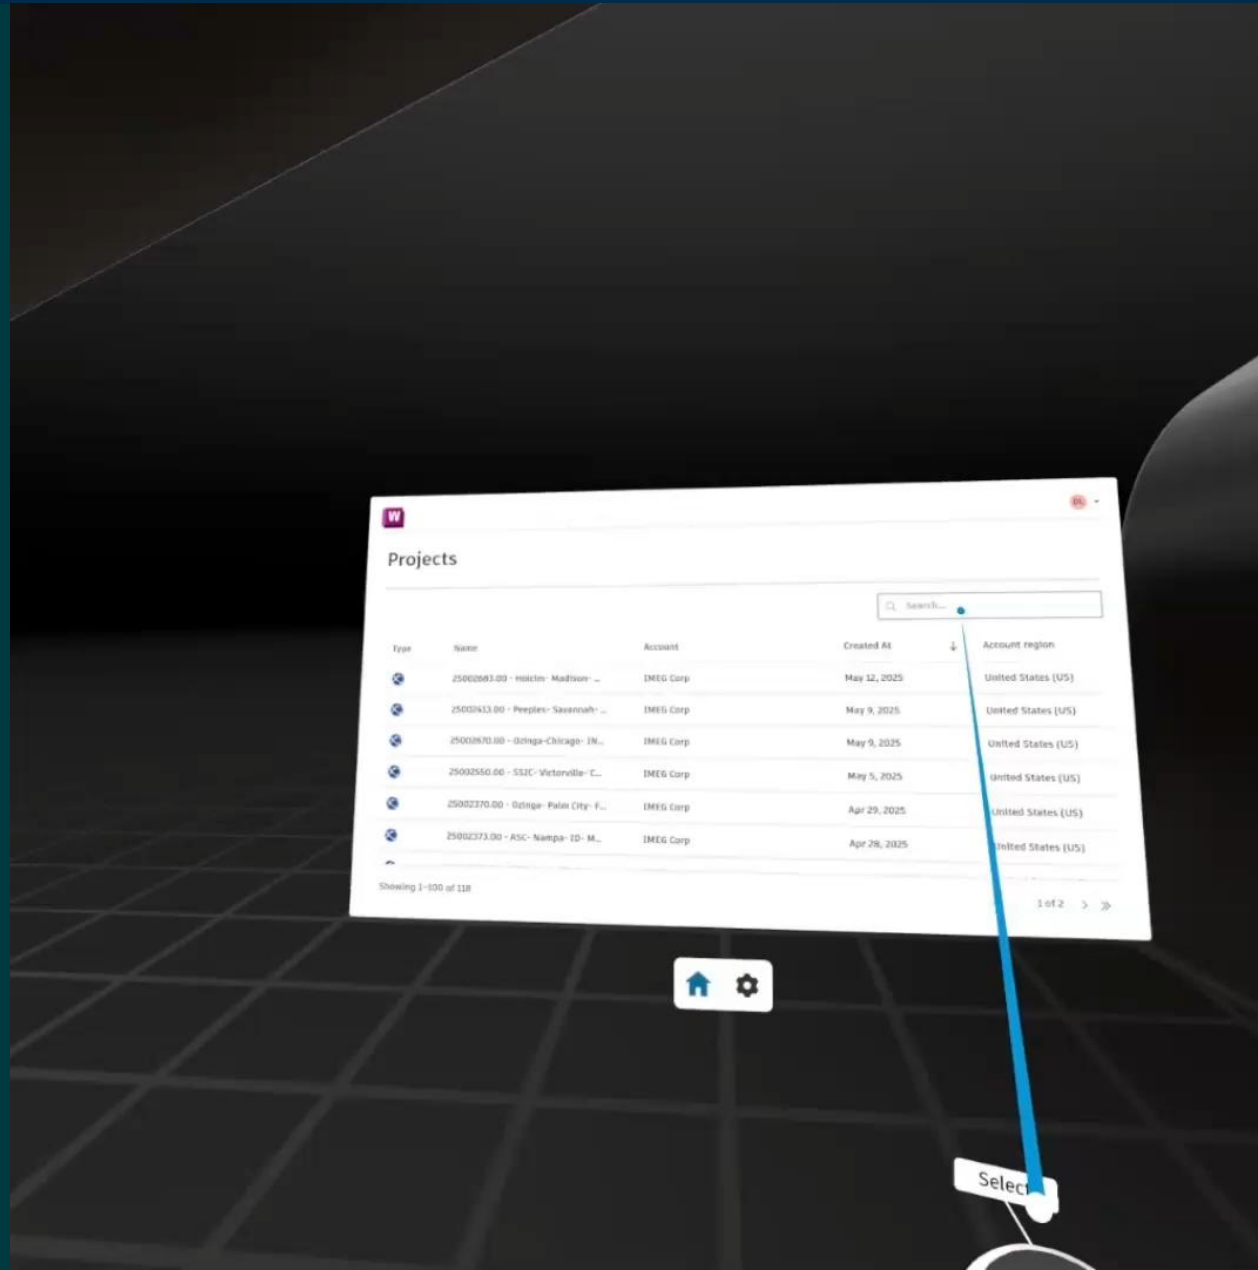 W
DL
Projects
Search...
Type Name Account Created At ↓ Account region
25002683.00 - Holcim- Madison- ... IMEG Corp May 12, 2025 United States (US)
25002633.00 - Peeples- Savannah- ... IMEG Corp May 9, 2025 United States (US)
25002670.00 - Ozinga-Chicago- IN... IMEG Corp May 9, 2025 United States (US)
25002550.00 - SSIC- Victorville- C... IMEG Corp May 5, 2025 United States (US)
25002370.00 - Ozinga- Palm City- F... IMEG Corp Apr 29, 2025 United States (US)
25002373.00 - ASC- Nampa- ID- M... IMEG Corp Apr 28, 2025 United States (US)
Showing 1-100 of 118
1 of 2 > »
Select